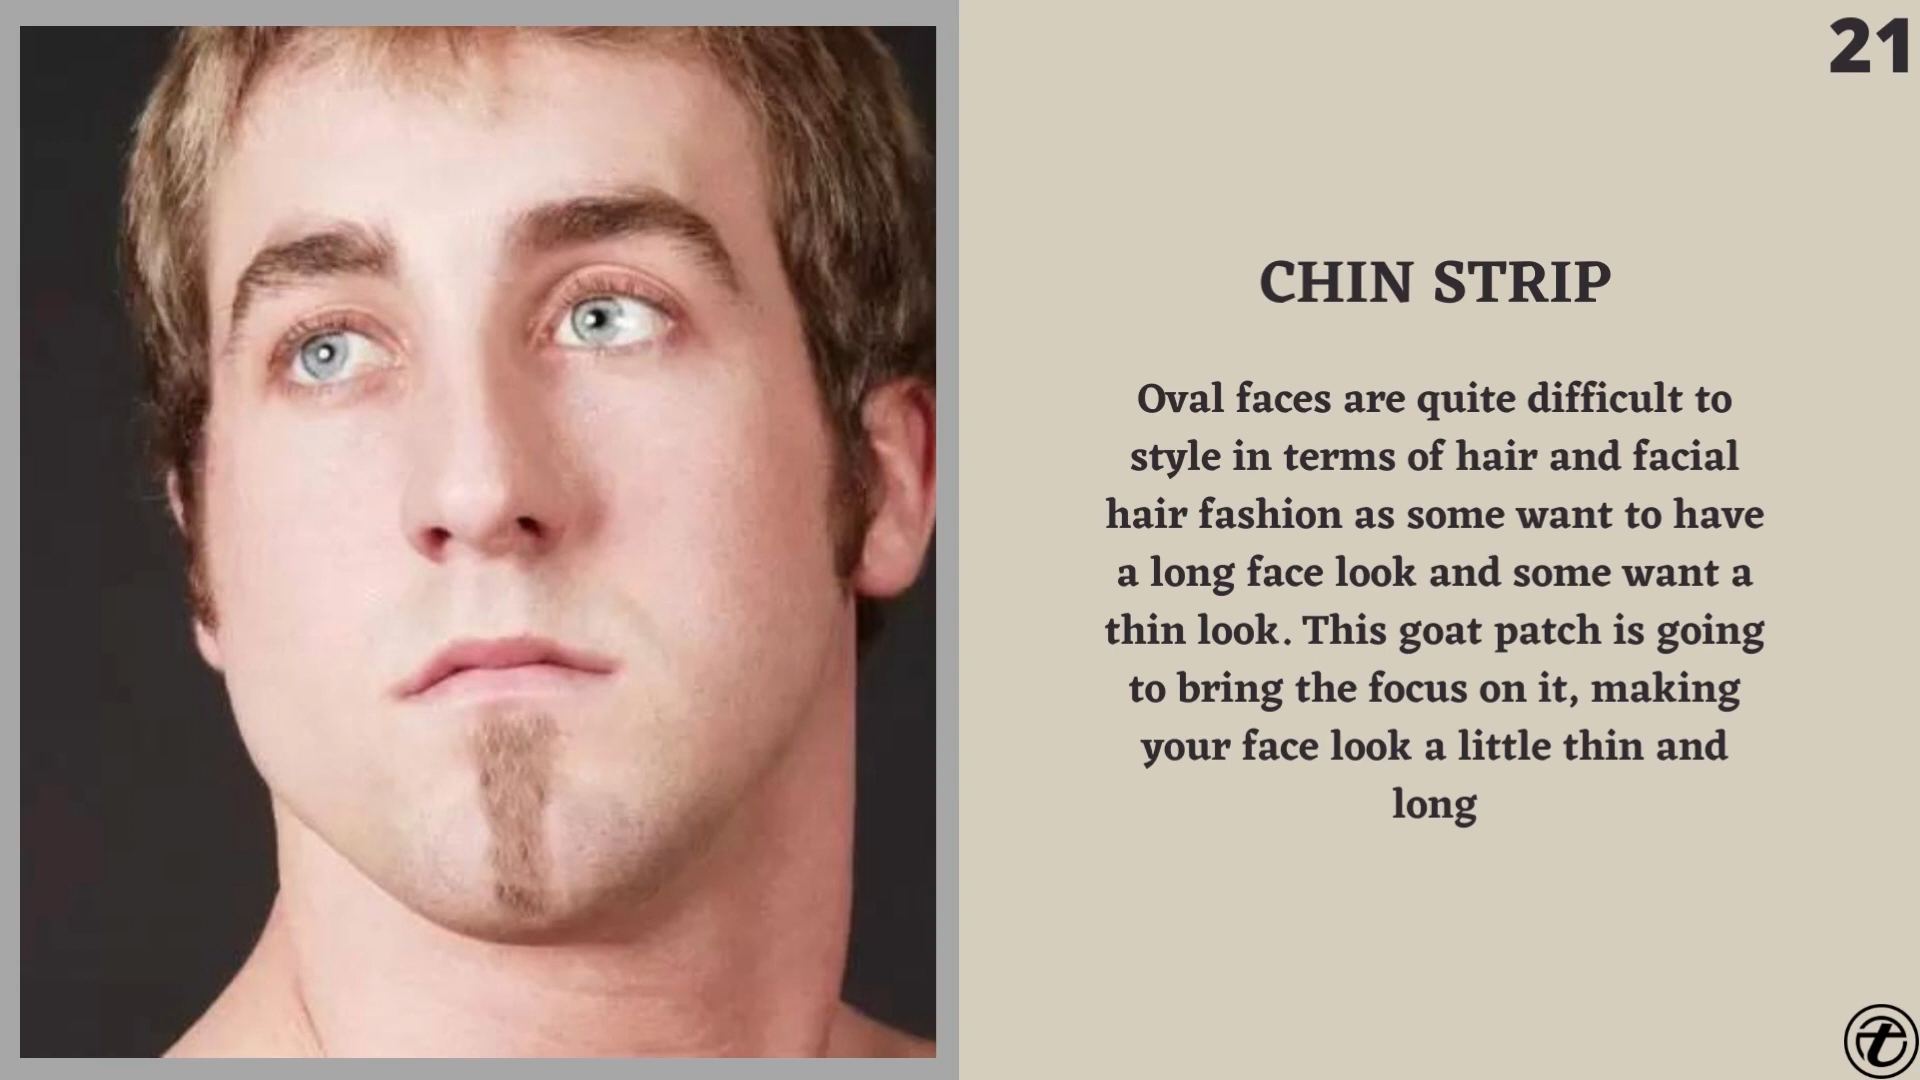 21
CHIN STRIP
Oval faces are quite difficult to
style in terms of hair and facial
hair fashion as some want to have
a long face look and some want a
thin look. This goat patch is going
to bring the focus on it, making
your face look a little thin and
long
t